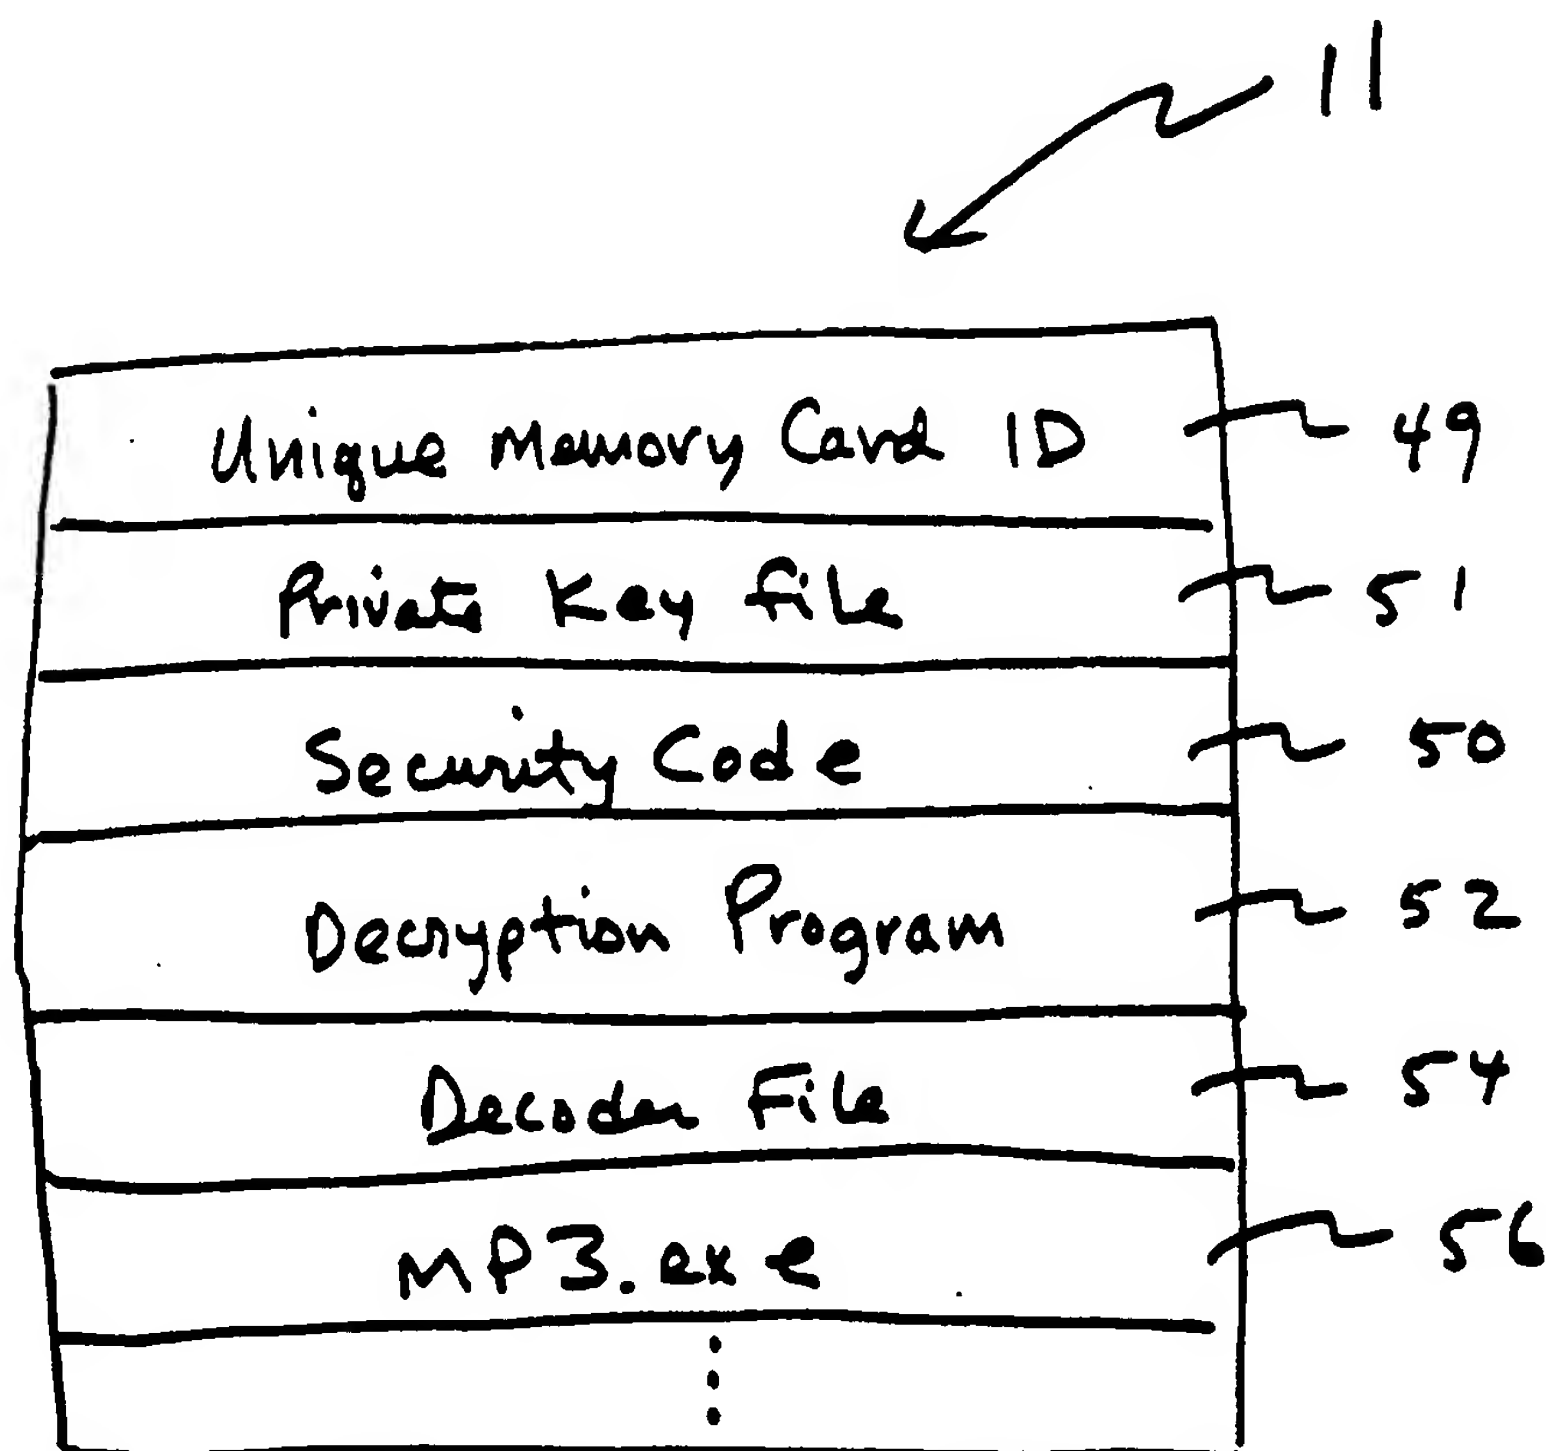 11
Unique Memory Card ID 49
Private Key File 51
Security Code 50
Decryption Program 52
Decoder File 54
MP3.exe 56